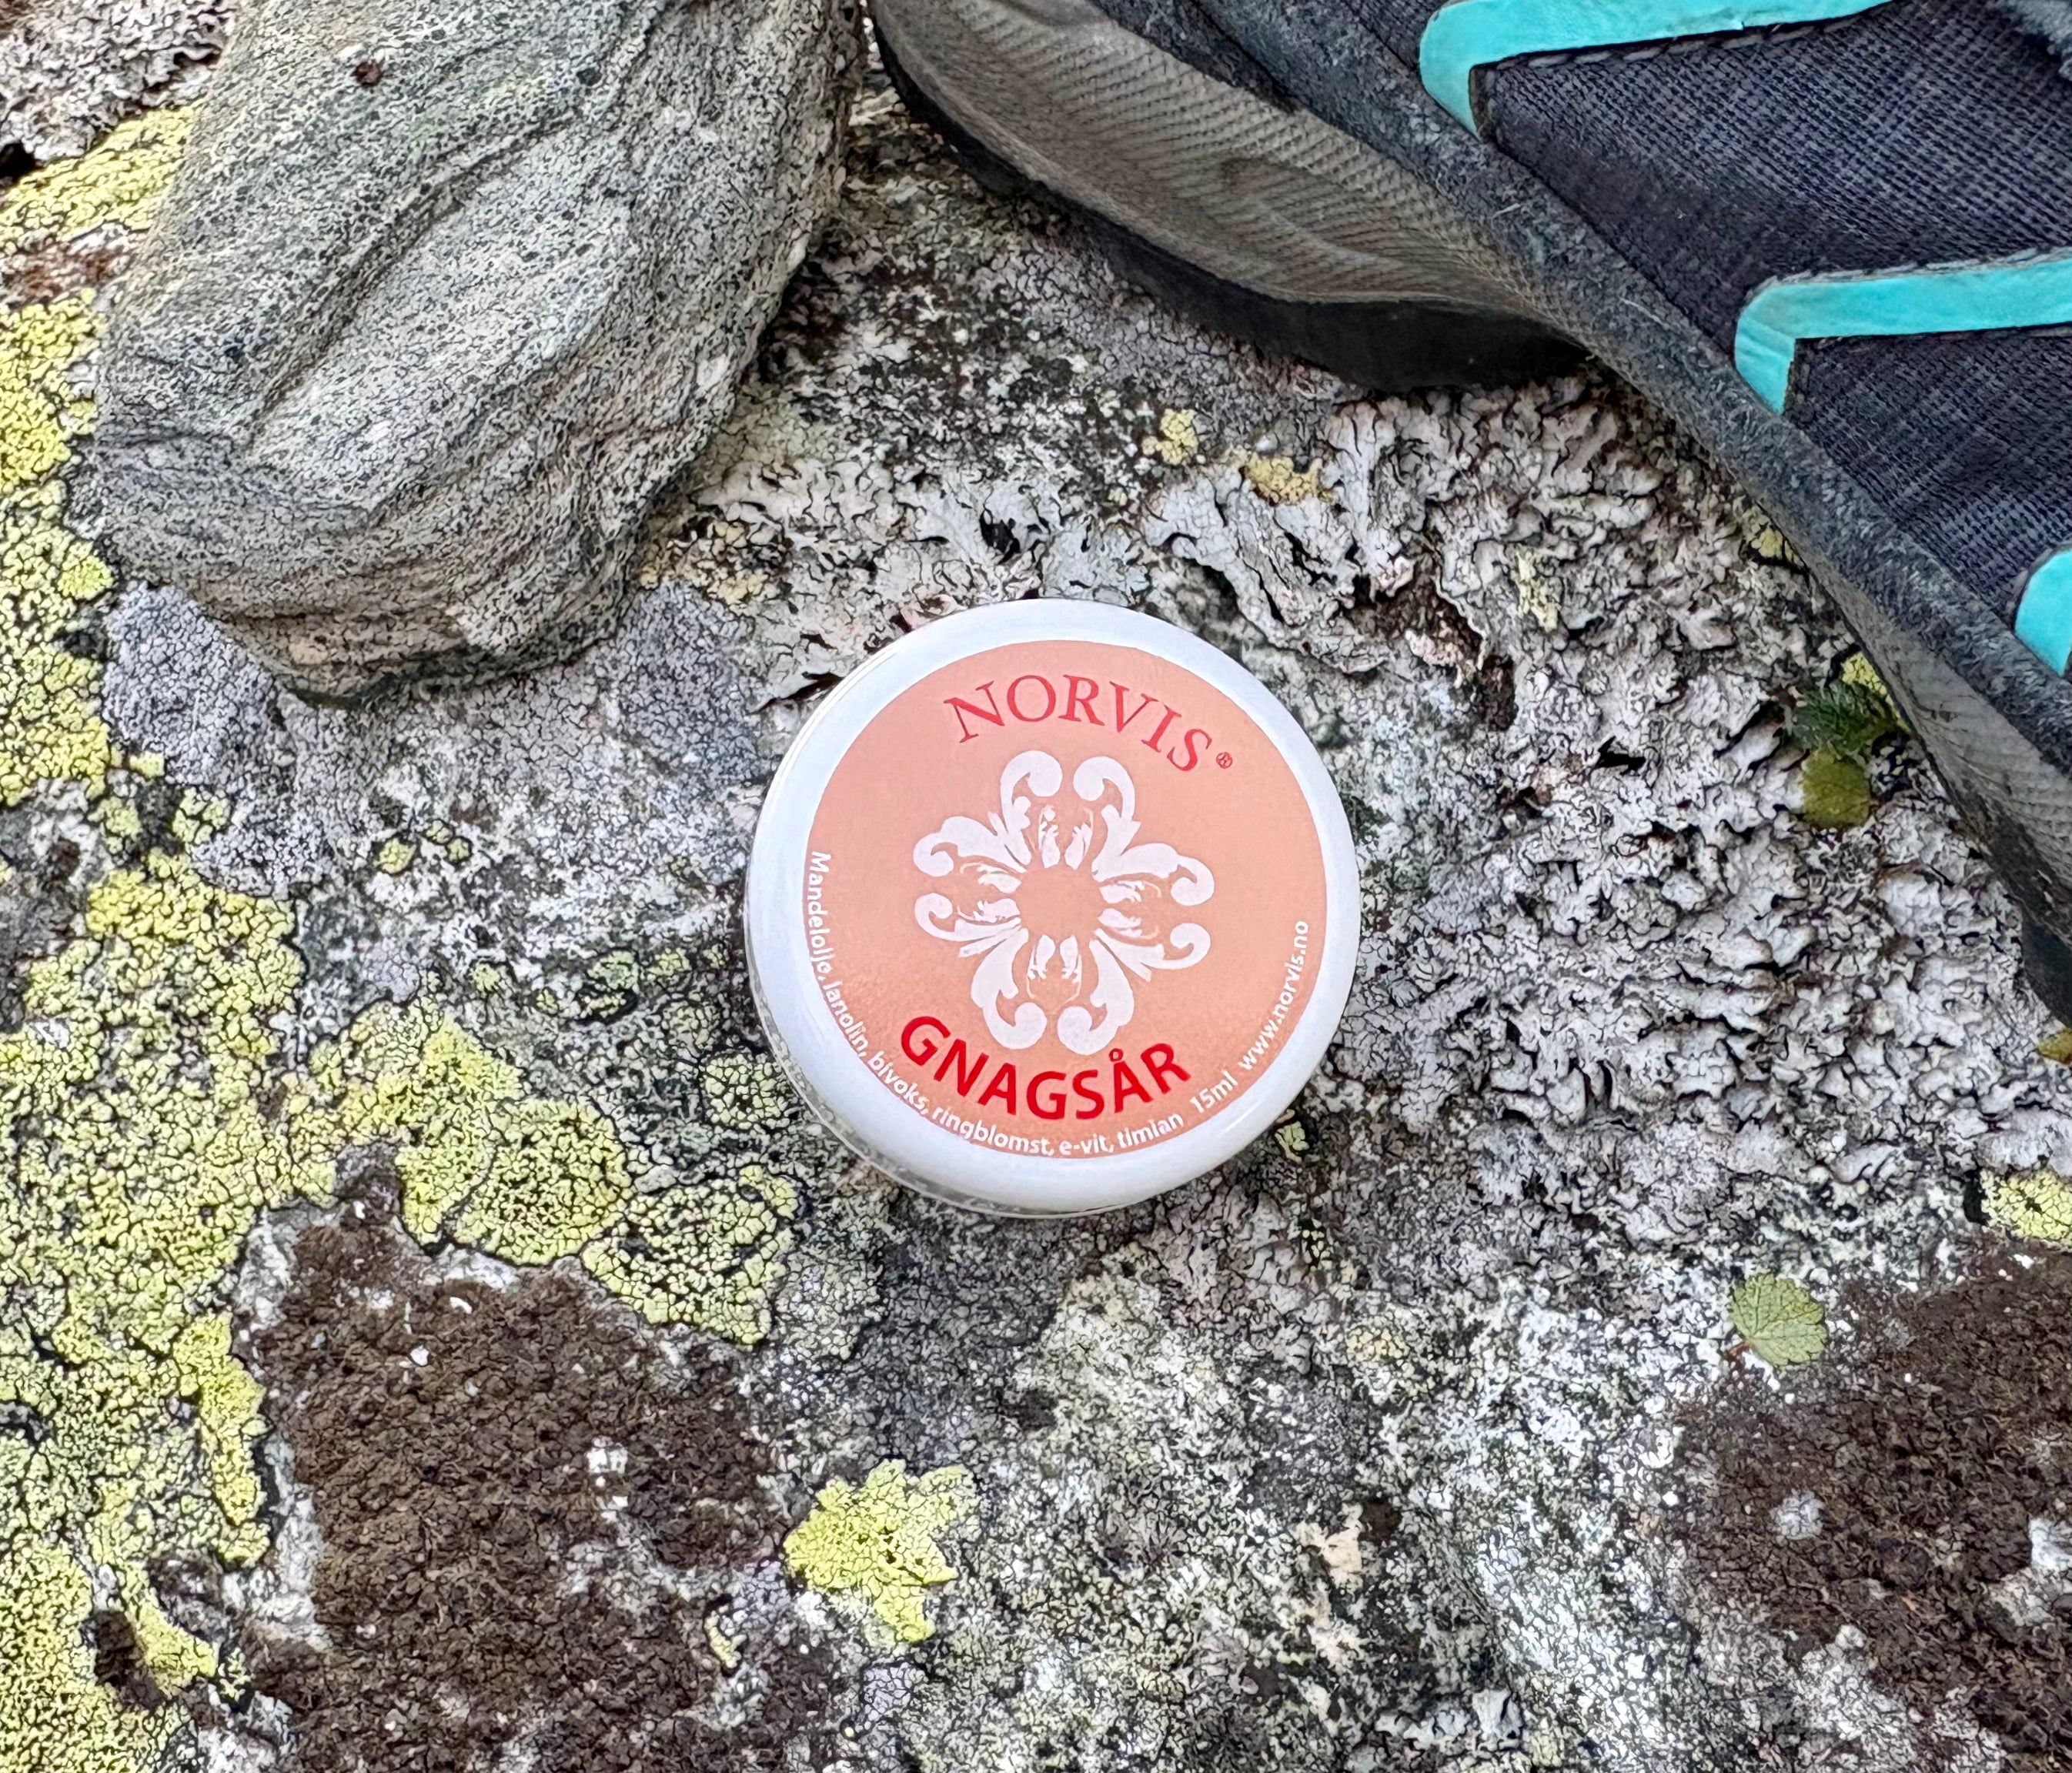 NORVIS®
GNAGSÅR
Mandelolje, lanolin, bivoks, ringblomst, e-vit, timian 15ml www.norvis.no